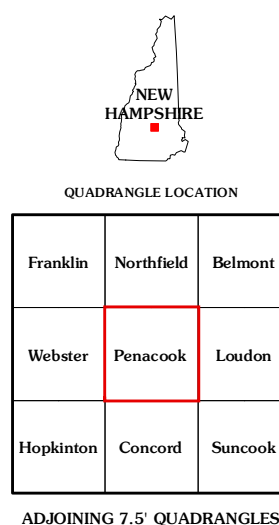 NEW
HAMPSHIRE
QUADRANGLE LOCATION
Franklin Northfield Belmont
Webster Penacook Loudon
Hopkinton Concord Suncook
ADJOINING 7.5' QUADRANGLES